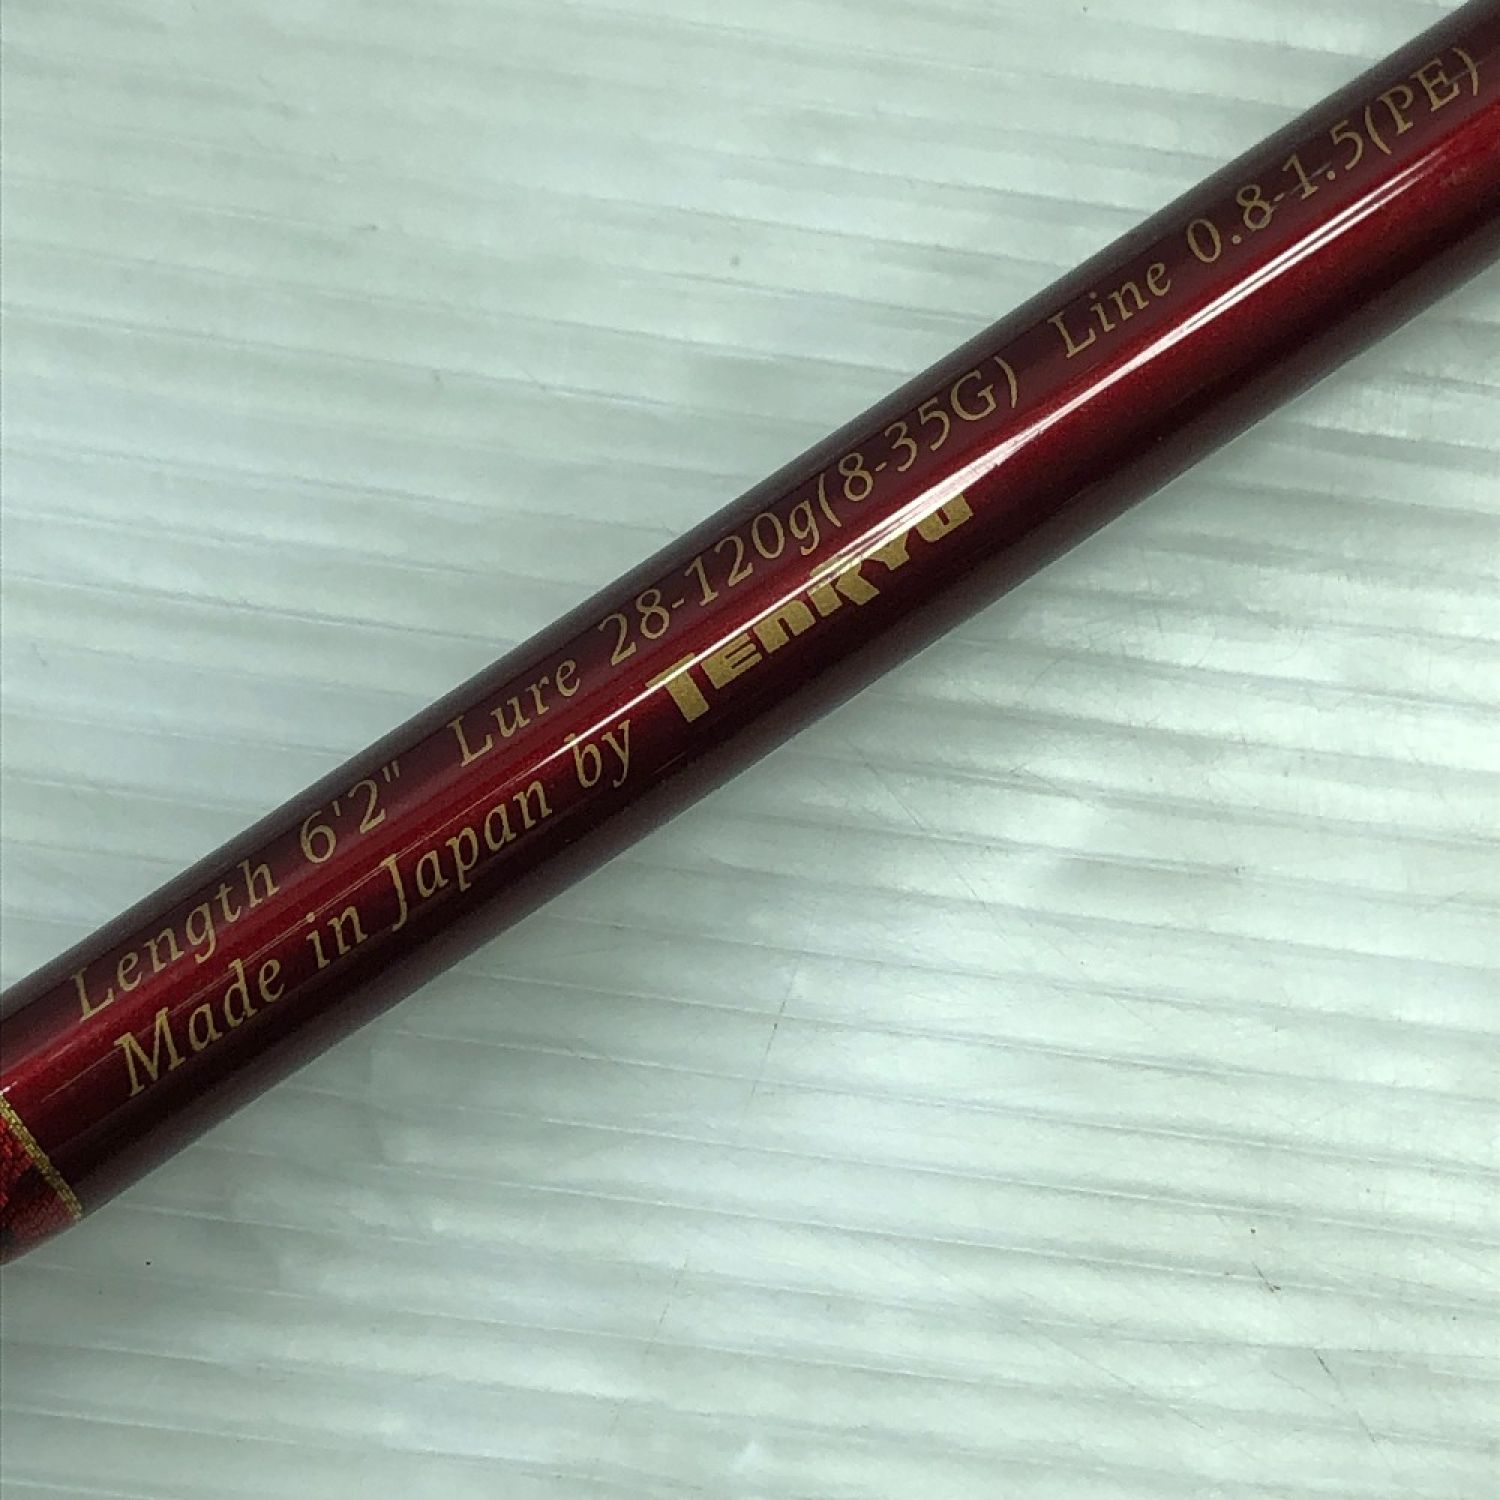 Length 6'2" Lure 28-120g(8-35G) Line 0.8-1.5(PE)
Made in Japan by TENRYU